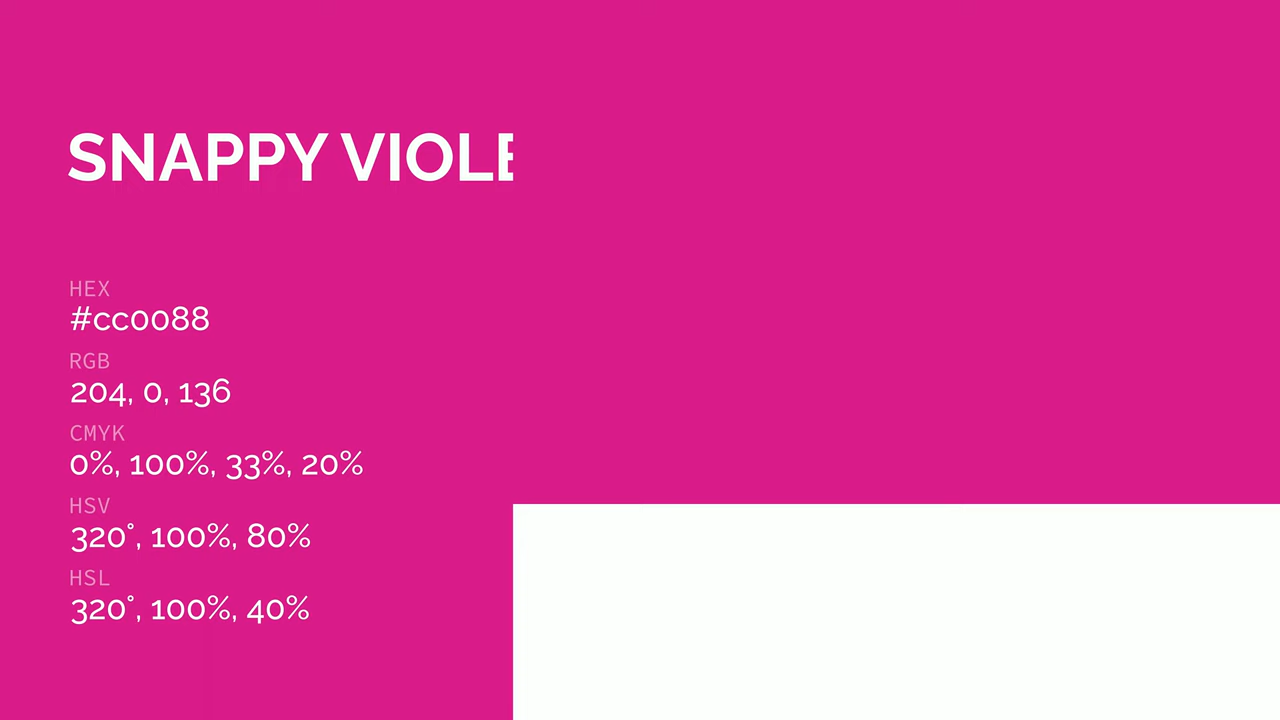 SNAPPY VIOLE
HEX
#cc0088
RGB
204, 0, 136
CMYK
0%, 100%, 33%, 20%
HSV
320°, 100%, 80%
HSL
320°, 100%, 40%